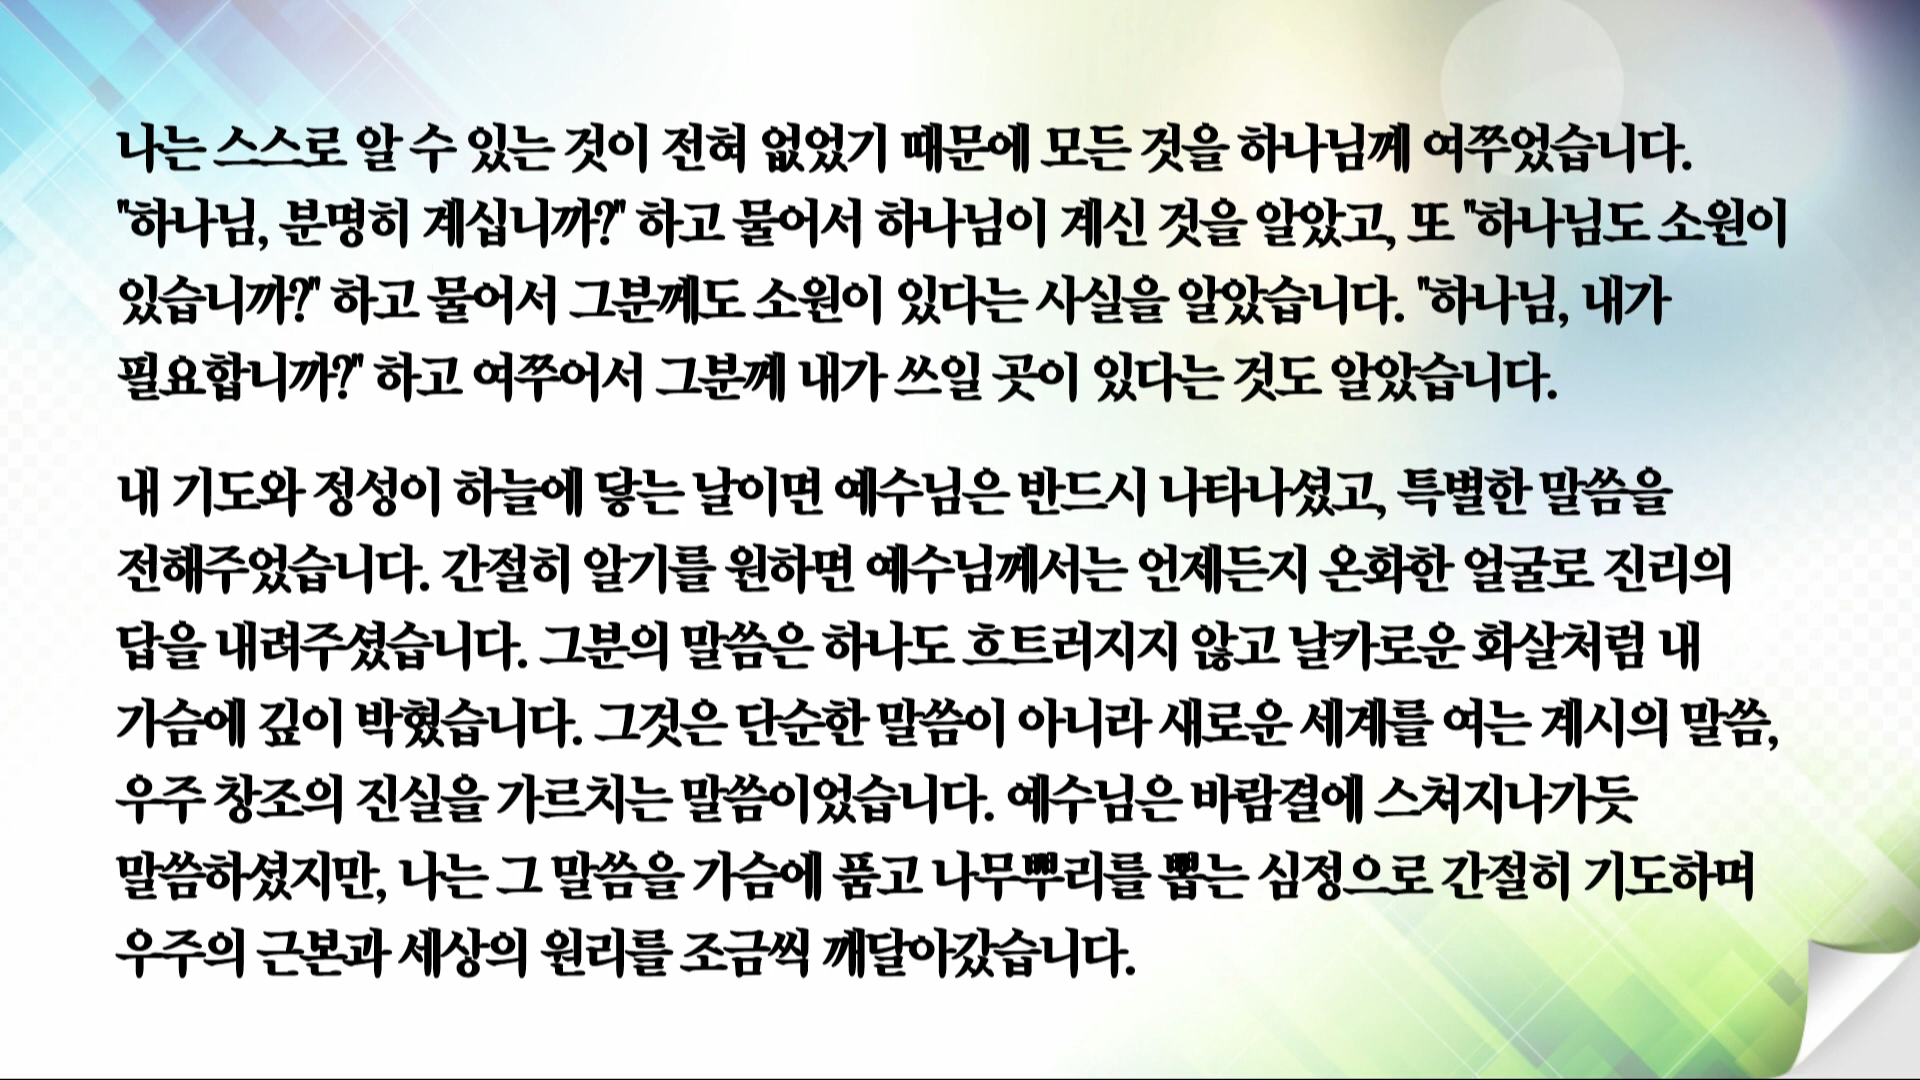 나는 스스로 알 수 있는 것이 전혀 없었기 때문에 모든 것을 하나님께 여쭈었습니다.
"하나님, 분명히 계십니까?" 하고 물어서 하나님이 계신 것을 알았고, 또 "하나님도 소원이
있습니까?" 하고 물어서 그분께도 소원이 있다는 사실을 알았습니다. "하나님, 내가
필요합니까?" 하고 여쭈어서 그분께 내가 쓰일 곳이 있다는 것도 알았습니다.
내 기도와 정성이 하늘에 닿는 날이면 예수님은 반드시 나타나셨고, 특별한 말씀을
전해주었습니다. 간절히 알기를 원하면 예수님께서는 언제든지 온화한 얼굴로 진리의
답을 내려주셨습니다. 그분의 말씀은 하나도 흐트러지지 않고 날카로운 화살처럼 내
가슴에 깊이 박혔습니다. 그것은 단순한 말씀이 아니라 새로운 세계를 여는 계시의 말씀,
우주 창조의 진실을 가르치는 말씀이었습니다. 예수님은 바람결에 스쳐지나가듯
말씀하셨지만, 나는 그 말씀을 가슴에 품고 나무뿌리를 뽑는 심정으로 간절히 기도하며
우주의 근본과 세상의 원리를 조금씩 깨달아갔습니다.